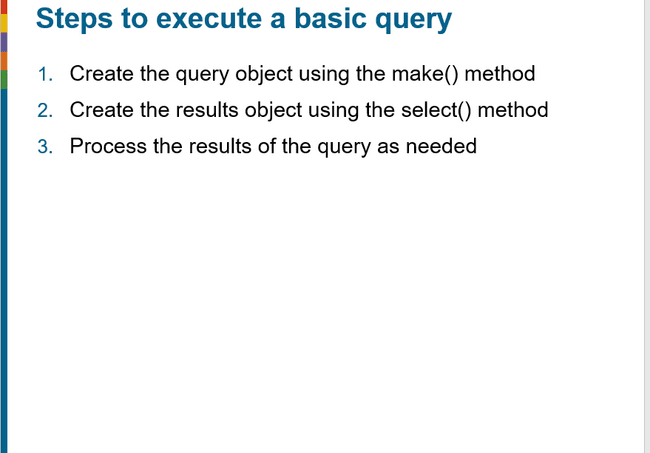 Steps to execute a basic query
1. Create the query object using the make() method
2. Create the results object using the select() method
3. Process the results of the query as needed